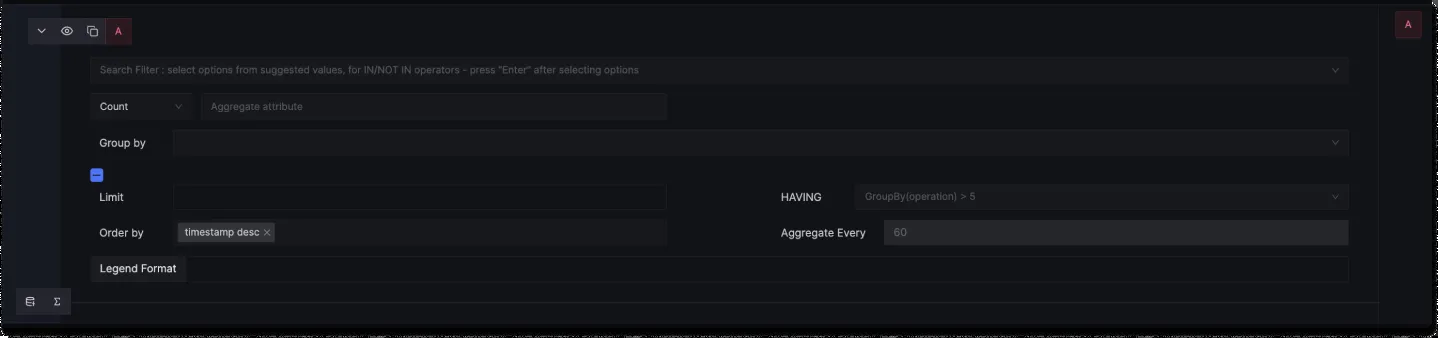 A
A
Search Filter : select options from suggested values, for IN/NOT IN operators - press "Enter" after selecting options
Count Aggregate attribute
Group by
Limit HAVING GroupBy(operation) > 5
Order by timestamp desc × Aggregate Every 60
Legend Format
Σ